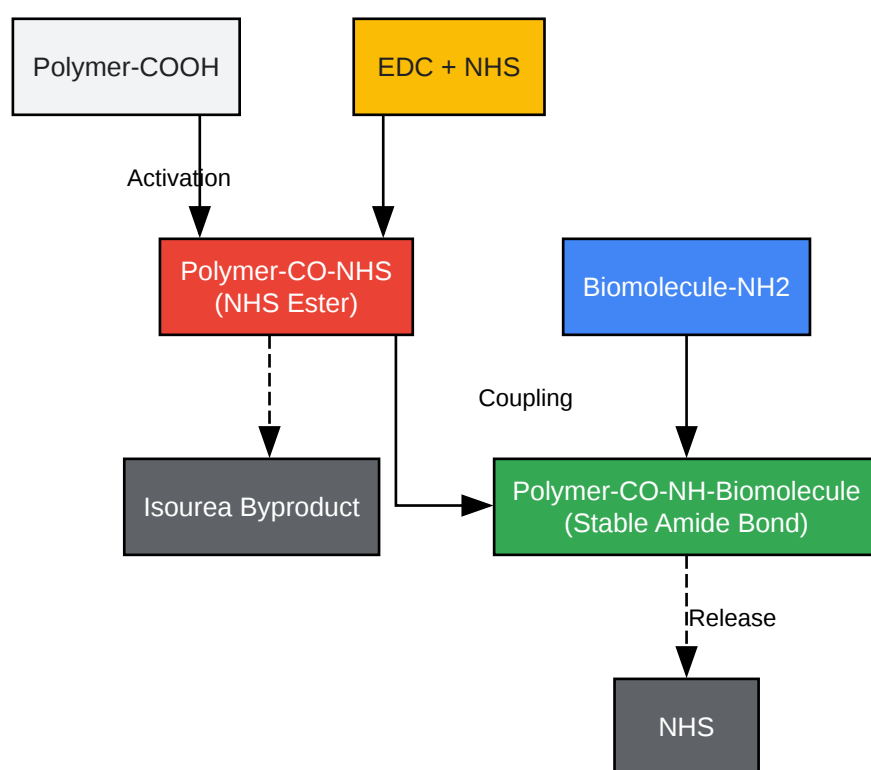 Polymer-COOH
EDC + NHS
Activation
Polymer-CO-NHS
(NHS Ester)
Biomolecule-NH2
Coupling
Isourea Byproduct
Polymer-CO-NH-Biomolecule
(Stable Amide Bond)
Release
NHS